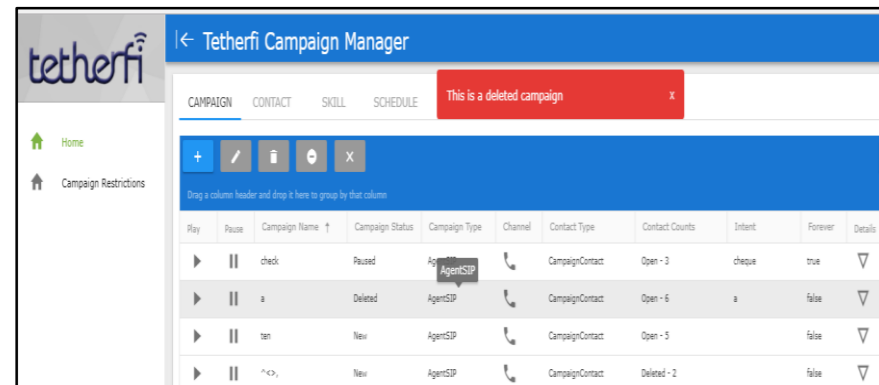 tetherfi
Tetherfi Campaign Manager
CAMPAIGN CONTACT SKILL SCHEDULE
This is a deleted campaign x
Home
Campaign Restrictions
+ X
Drag a column header and drop it here to group by that column
Play Pause Campaign Name ↑ Campaign Status Campaign Type Channel Contact Type Contact Counts Intent Forever Details
check Paused CampaignContact Open - 3 cheque true
AgentSIP
a Deleted AgentSIP CampaignContact Open - 6 a false
ten New AgentSIP CampaignContact Open - 5 false
^<>, New AgentSIP CampaignContact Deleted - 2 false